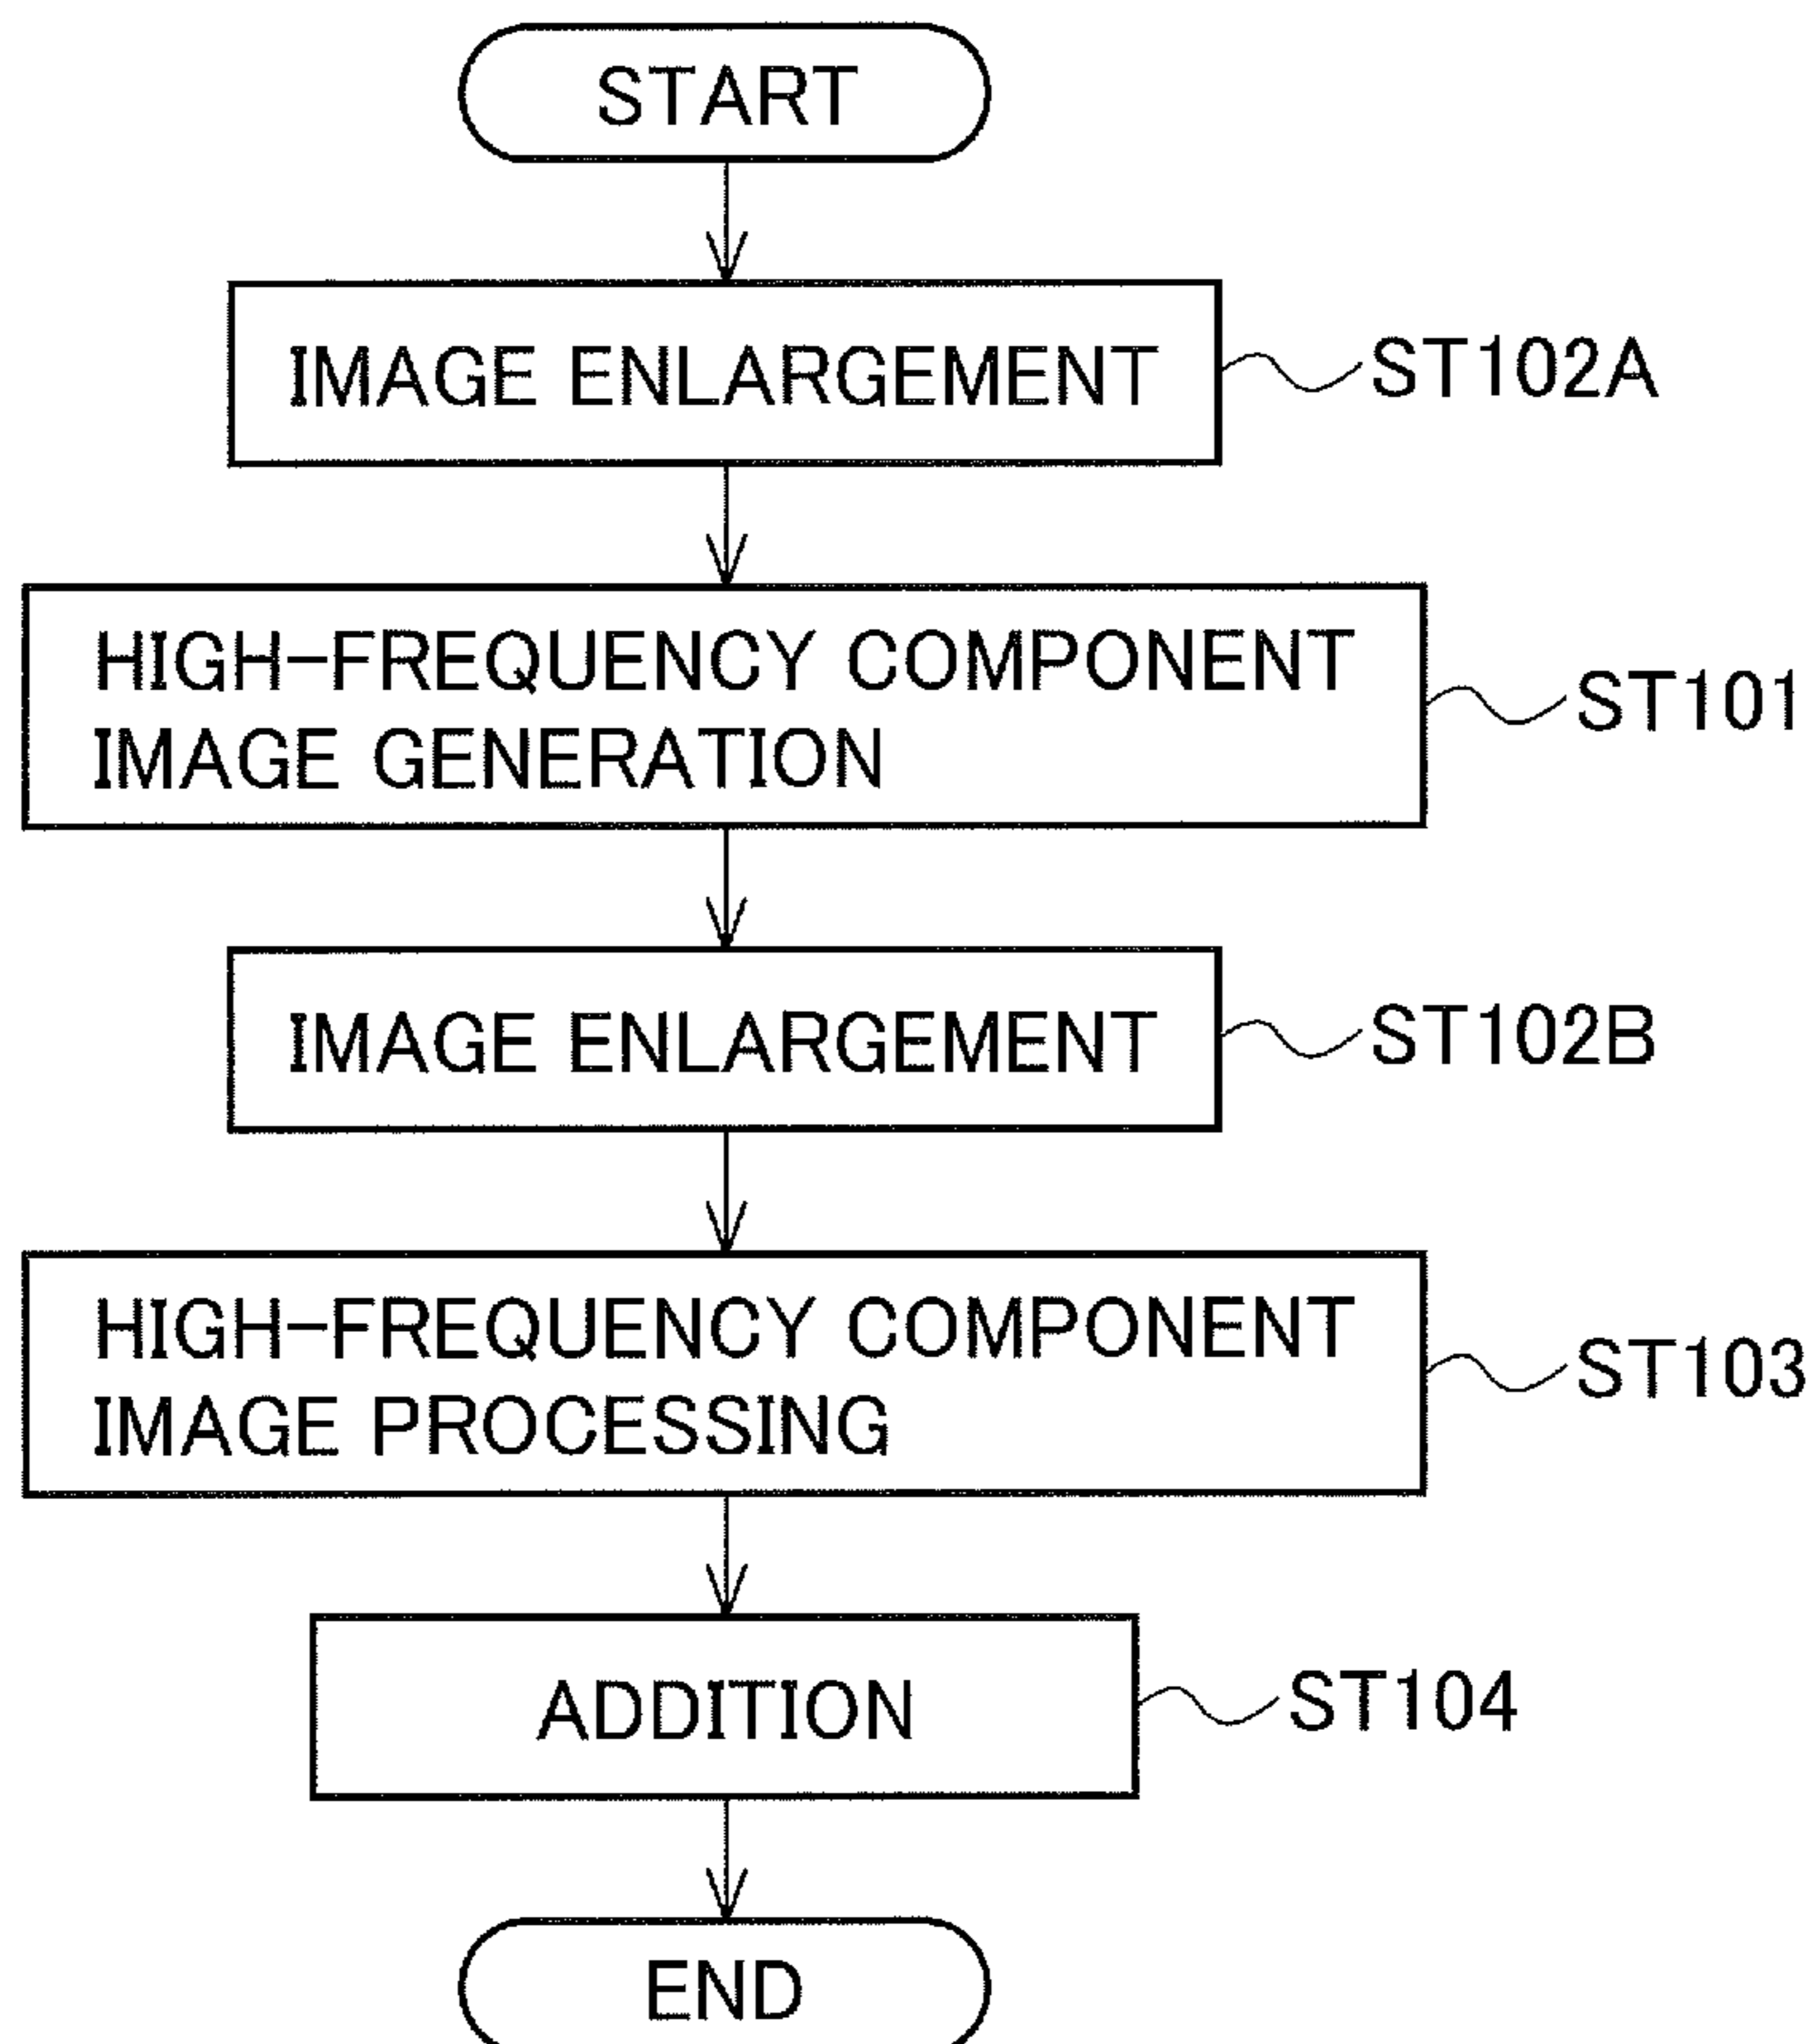 START
IMAGE ENLARGEMENT
ST102A
HIGH-FREQUENCY COMPONENT
IMAGE GENERATION
ST101
IMAGE ENLARGEMENT
ST102B
HIGH-FREQUENCY COMPONENT
IMAGE PROCESSING
ST103
ADDITION
ST104
END